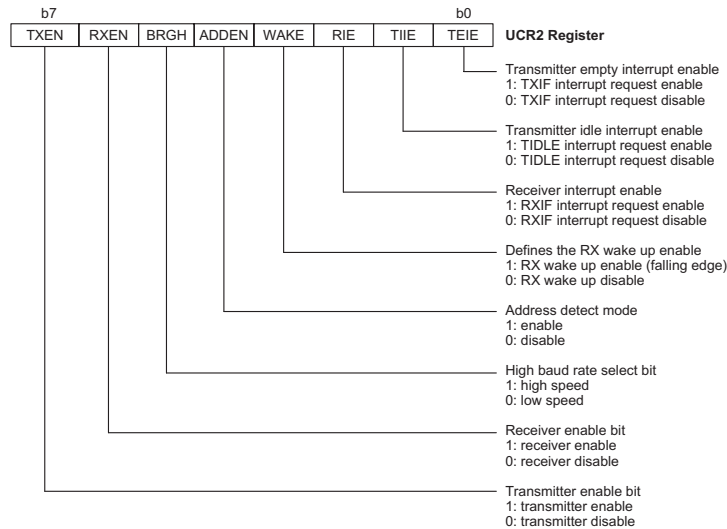 b7 b0
TXEN RXEN BRGH ADDEN WAKE RIE TIIE TEIE UCR2 Register
Transmitter empty interrupt enable
1: TXIF interrupt request enable
0: TXIF interrupt request disable
Transmitter idle interrupt enable
1: TIDLE interrupt request enable
0: TIDLE interrupt request disable
Receiver interrupt enable
1: RXIF interrupt request enable
0: RXIF interrupt request disable
Defines the RX wake up enable
1: RX wake up enable (falling edge)
0: RX wake up disable
Address detect mode
1: enable
0: disable
High baud rate select bit
1: high speed
0: low speed
Receiver enable bit
1: receiver enable
0: receiver disable
Transmitter enable bit
1: transmitter enable
0: transmitter disable